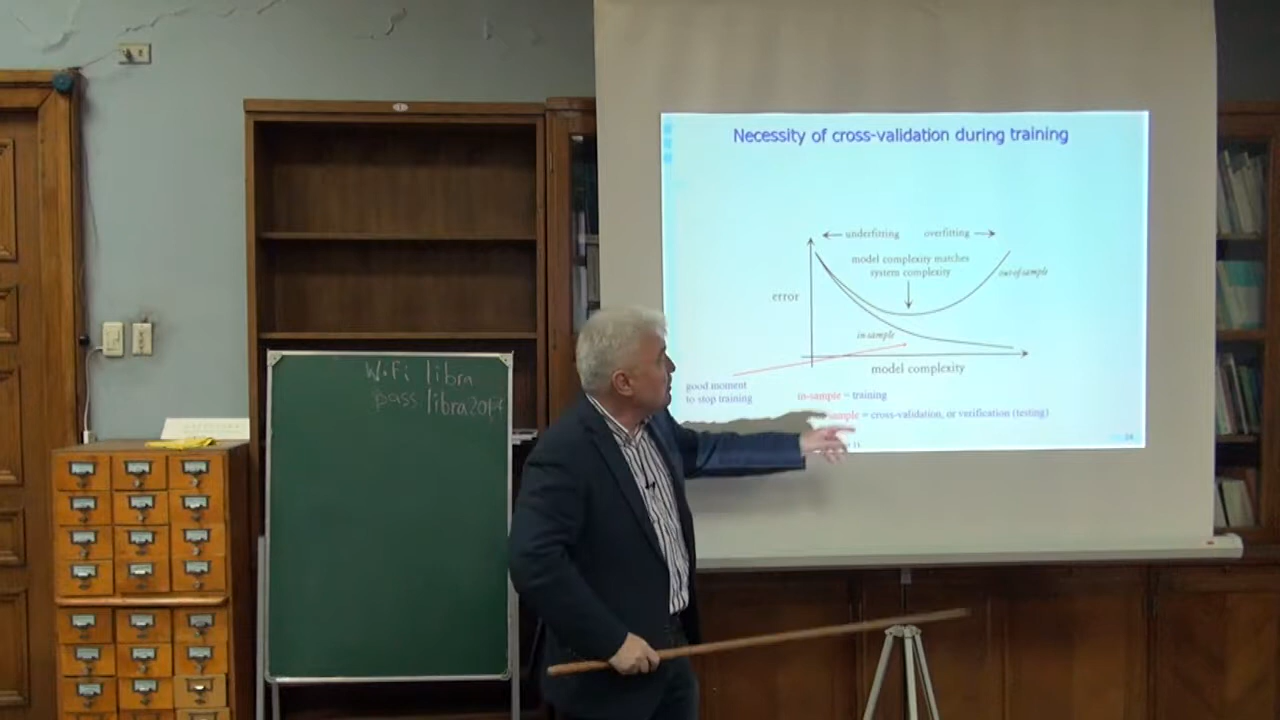 Necessity of cross-validation during training
underfitting
overfitting
model complexity matches
system complexity
out-of-sample
error
in sample
model complexity
good moment
to stop training
in-sample = training
sample = cross-validation, or verification (testing)
Wi-Fi libra
pass libra